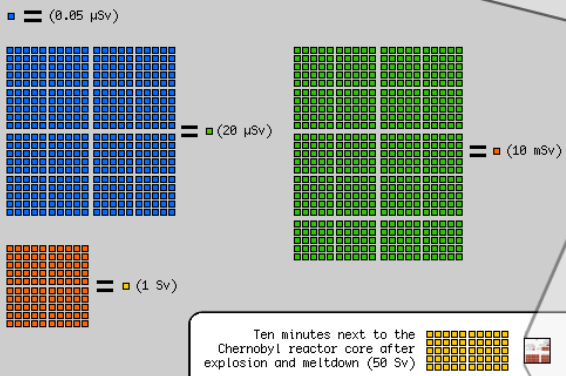 = (0.05 µSv)
= (20 µSv)
= (10 mSv)
= (1 Sv)
Ten minutes next to the
Chernobyl reactor core after
explosion and meltdown (50 Sv)